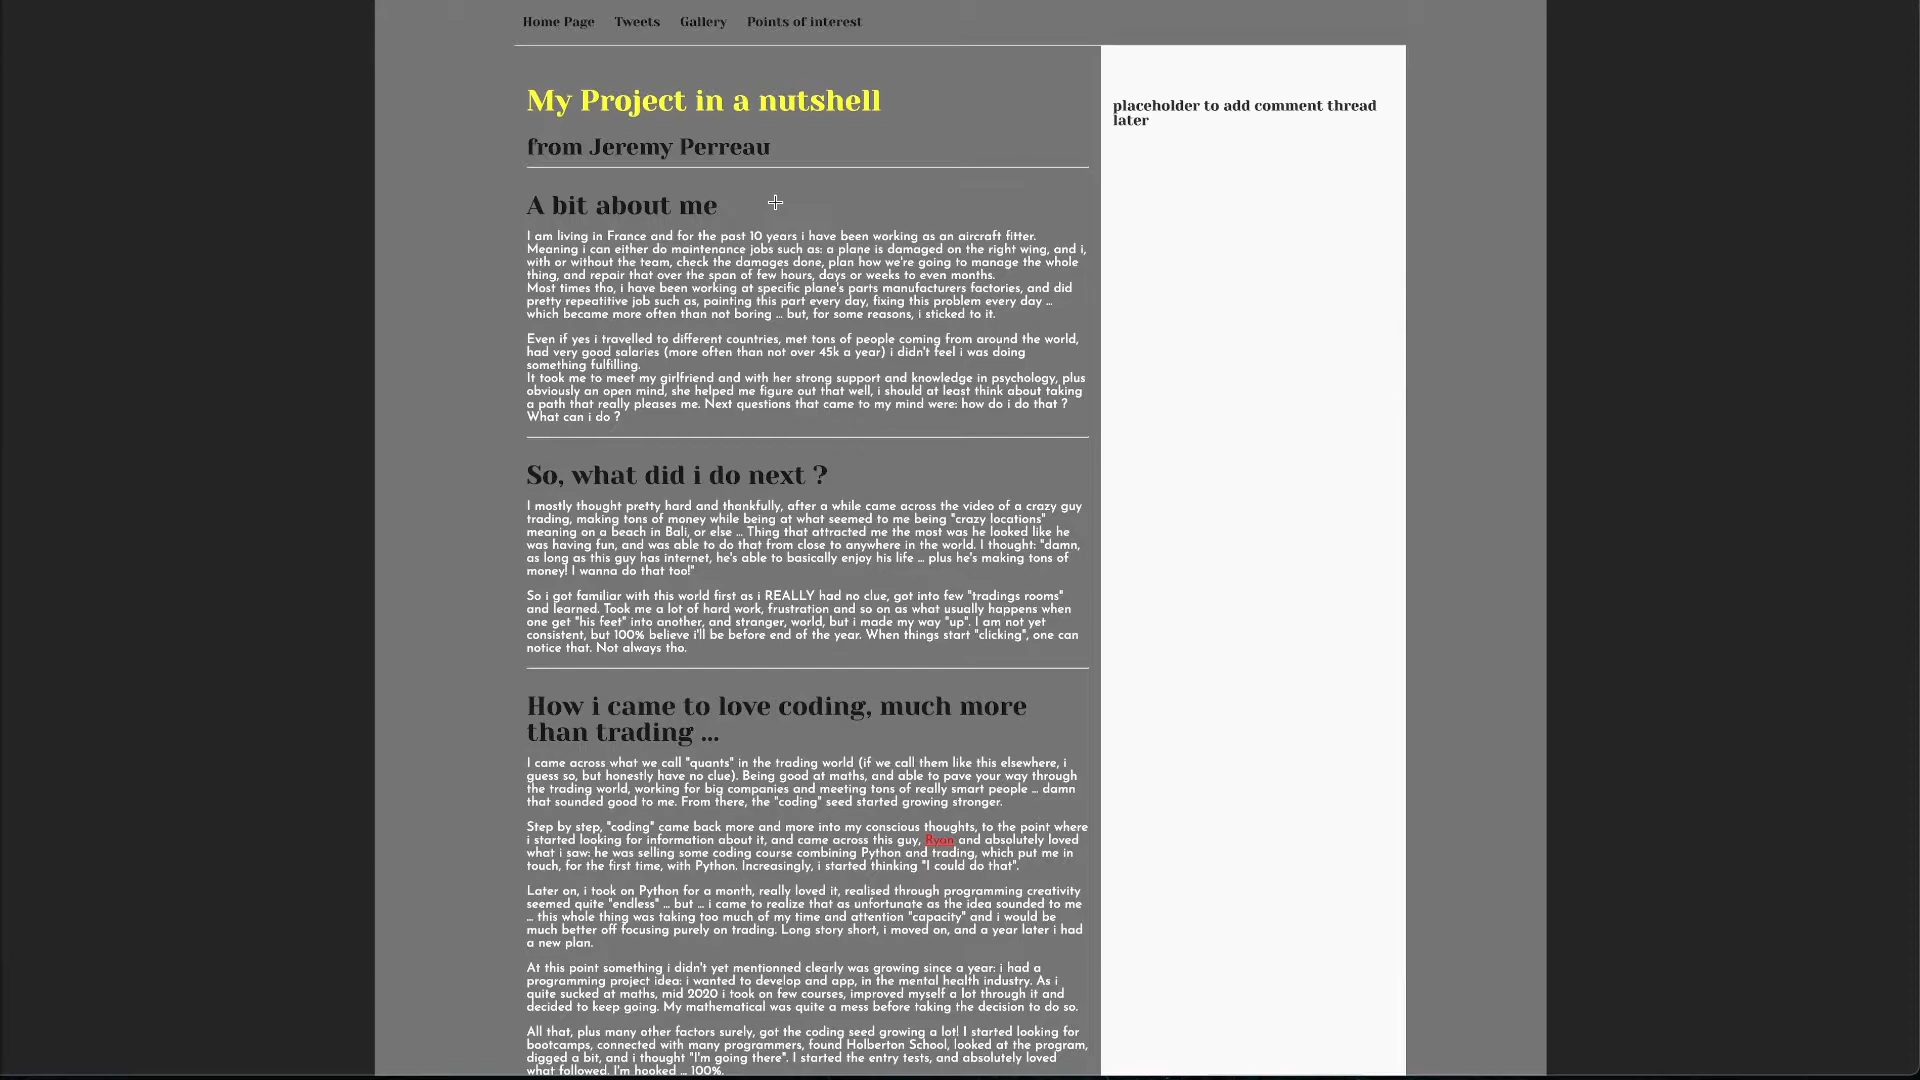 Home Page Tweets Gallery Points of interest
My Project in a nutshell
from Jeremy Perreau
A bit about me
I am living in France and for the past 10 years i have been working as an aircraft fitter.
Meaning i can either do maintenance jobs such as: a plane is damaged on the right wing, and i,
with or without the team, check the damages done, plan how we're going to manage the whole
thing, and repair that over the span of few hours, days or weeks to even months.
Most times tho, i have been working at specific plane's parts manufacturers factories, and did
pretty repeatitive job such as, painting this part every day, fixing this problem every day ...
which became more often than not boring ... but, for some reasons, i sticked to it.
Even if yes i travelled to different countries, met tons of people coming from around the world,
had very good salaries (more often than not over 45k a year) i didn't feel i was doing
something fulfilling.
It took me to meet my girlfriend and with her strong support and knowledge in psychology, plus
obviously an open mind, she helped me figure out that well, i should at least think about taking
a path that really pleases me. Next questions that came to my mind were: how do i do that ?
What can i do ?
So, what did i do next ?
I mostly thought pretty hard and thankfully, after a while came across the video of a crazy guy
trading, making tons of money while being at what seemed to me being "crazy locations"
meaning on a beach in Bali, or else ... Thing that attracted me the most was he looked like he
was having fun, and was able to do that from close to anywhere in the world. I thought: "damn,
as long as this guy has internet, he's able to basically enjoy his life ... plus he's making tons of
money! I wanna do that too!"
So i got familiar with this world first as i REALLY had no clue, got into few "tradings rooms"
and learned. Took me a lot of hard work, frustration and so on as what usually happens when
one get "his feet" into another, and stranger, world, but i made my way "up". I am not yet
consistent, but 100% believe i'll be before end of the year. When things start "clicking", one can
notice that. Not always tho.
How i came to love coding, much more
than trading ...
I came across what we call "quants" in the trading world (if we call them like this elsewhere, i
guess so, but honestly have no clue). Being good at maths, and able to pave your way through
the trading world, working for big companies and meeting tons of really smart people ... damn
that sounded good to me. From there, the "coding" seed started growing stronger.
Step by step, "coding" came back more and more into my conscious thoughts, to the point where
i started looking for information about it, and came across this guy, Ryan and absolutely loved
what i saw: he was selling some coding course combining Python and trading, which put me in
touch, for the first time, with Python. Increasingly, i started thinking "I could do that".
Later on, i took on Python for a month, really loved it, realised through programming creativity
seemed quite "endless" ... but ... i came to realize that as unfortunate as the idea sounded to me
... this whole thing was taking too much of my time and attention "capacity" and i would be
much better off focusing purely on trading. Long story short, i moved on, and a year later i had
a new plan.
At this point something i didn't yet mentionned clearly was growing since a year: i had a
programming project idea: i wanted to develop and app, in the mental health industry. As i
quite sucked at maths, mid 2020 i took on few courses, improved myself a lot through it and
decided to keep going. My mathematical was quite a mess before taking the decision to do so.
All that, plus many other factors surely, got the coding seed growing a lot! I started looking for
bootcamps, connected with many programmers, found Holberton School, looked at the program,
digged a bit, and i thought "I'm going there". I started the entry tests, and absolutely loved
what followed. I'm hooked ... 100%.
placeholder to add comment thread
later